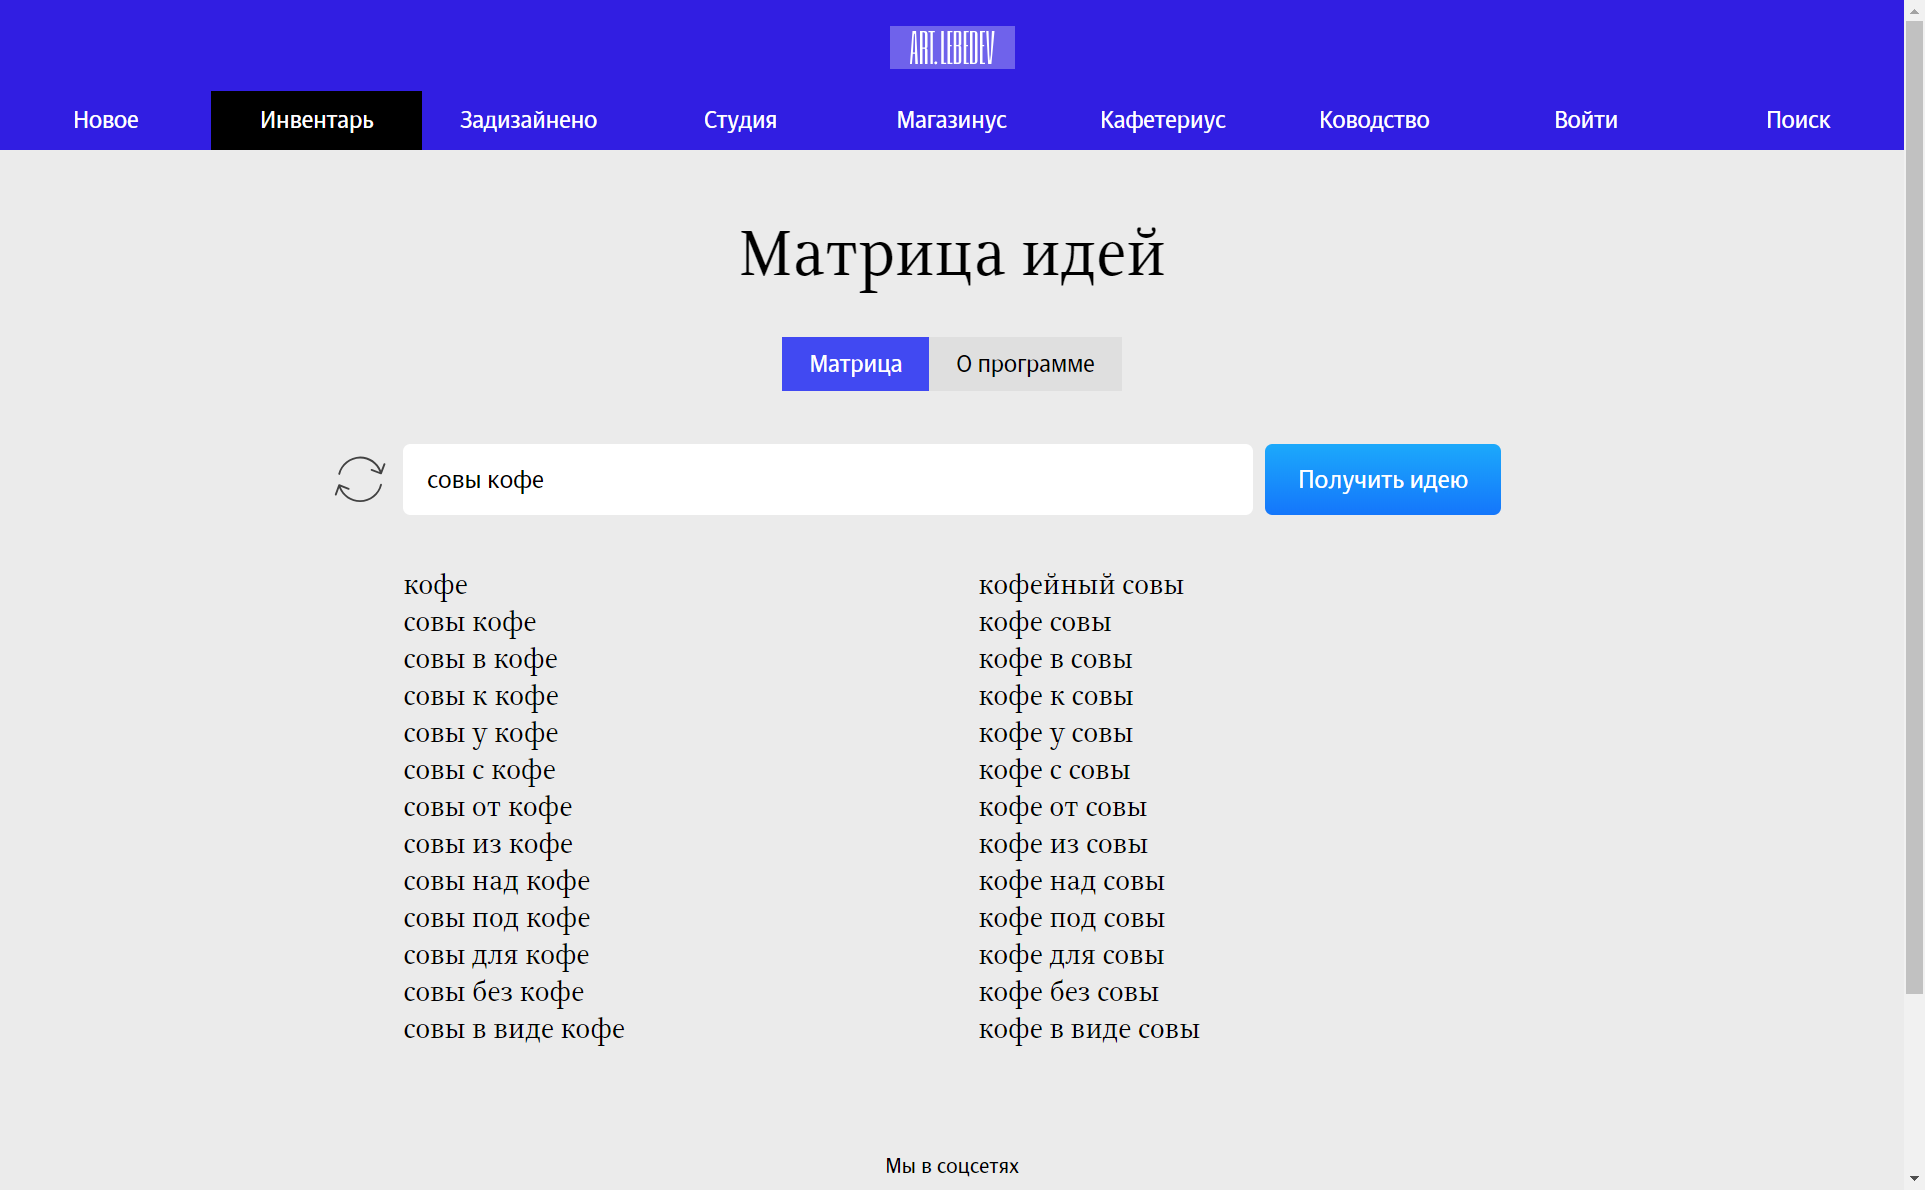 ART. LEBEDEV
Новое Инвентарь Задизайнено Студия Магазинус Кафетериус Ководство Войти Поиск
Матрица идей
Матрица О программе
совы кофе Получить идею
кофе
совы кофе
совы в кофе
совы к кофе
совы у кофе
совы с кофе
совы от кофе
совы из кофе
совы над кофе
совы под кофе
совы для кофе
совы без кофе
совы в виде кофе
кофейный совы
кофе совы
кофе в совы
кофе к совы
кофе у совы
кофе с совы
кофе от совы
кофе из совы
кофе над совы
кофе под совы
кофе для совы
кофе без совы
кофе в виде совы
Мы в соцсетях